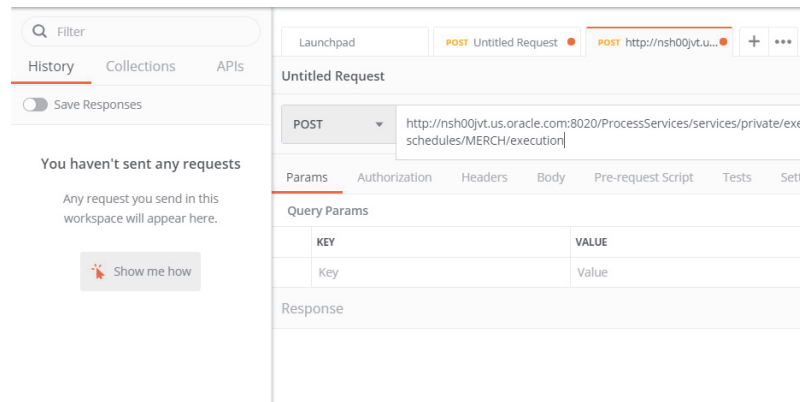 Filter
History Collections APIs
Save Responses
You haven't sent any requests
Any request you send in this
workspace will appear here.
Show me how
Launchpad POST Untitled Request POST http://nsh00jvt.u... + •••
Untitled Request
POST http://nsh00jvt.us.oracle.com:8020/ProcessServices/services/private/exe
schedules/MERCH/execution
Params Authorization Headers Body Pre-request Script Tests Sett
Query Params
KEY VALUE
Key Value
Response